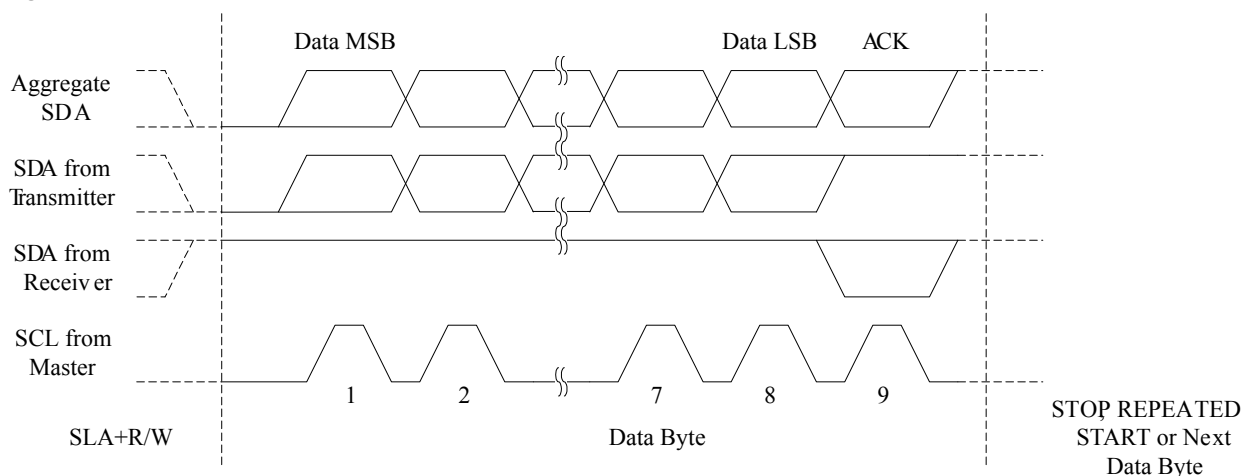 Data MSB
Data LSB
ACK
Aggregate
SDA
SDA from
Transmitter
SDA from
Receiver
SCL from
Master
1
2
7
8
9
SLA+R/W
Data Byte
STOP, REPEATED
START or Next
Data Byte